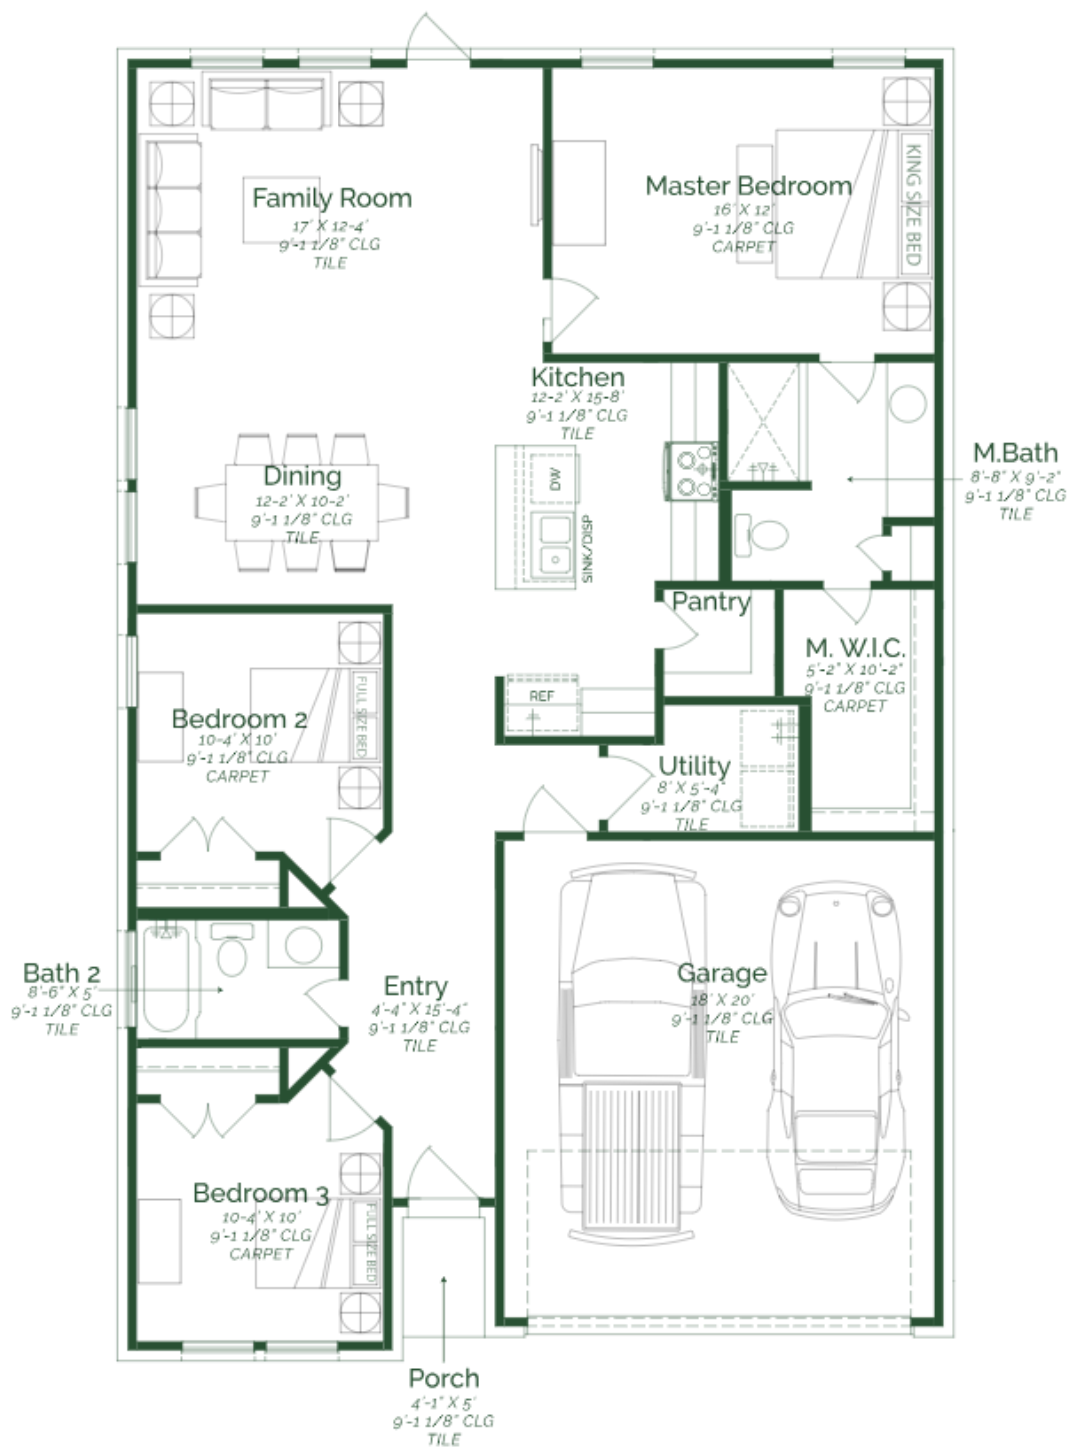 Family Room
17' X 12-4'
9'-1 1/8" CLG
TILE
Master Bedroom
16' X 12'
9'-1 1/8" CLG
CARPET
KING SIZE BED
Kitchen
12-2' X 15-8'
9'-1 1/8" CLG
TILE
Dining
12-2' X 10-2'
9'-1 1/8" CLG
TILE
DW
SINK/DISP
M.Bath
8'-8" X 9'-2"
9'-1 1/8" CLG
TILE
Pantry
M. W.I.C.
5'-2" X 10'-2"
9'-1 1/8" CLG
CARPET
REF
Bedroom 2
10-4' X 10'
9'-1 1/8" CLG
CARPET
FULL SIZE BED
Utility
8' X 5'-4"
9'-1 1/8" CLG
TILE
Bath 2
8'-6" X 5'
9'-1 1/8" CLG
TILE
Entry
4'-4" X 15'-4"
9'-1 1/8" CLG
TILE
Garage
18' X 20'
9'-1 1/8" CLG
TILE
Bedroom 3
10-4' X 10'
9'-1 1/8" CLG
CARPET
FULL SIZE BED
Porch
4'-1" X 5'
9'-1 1/8" CLG
TILE